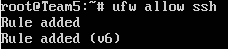 root@Team5:~# ufw allow ssh
Rule added
Rule added (v6)